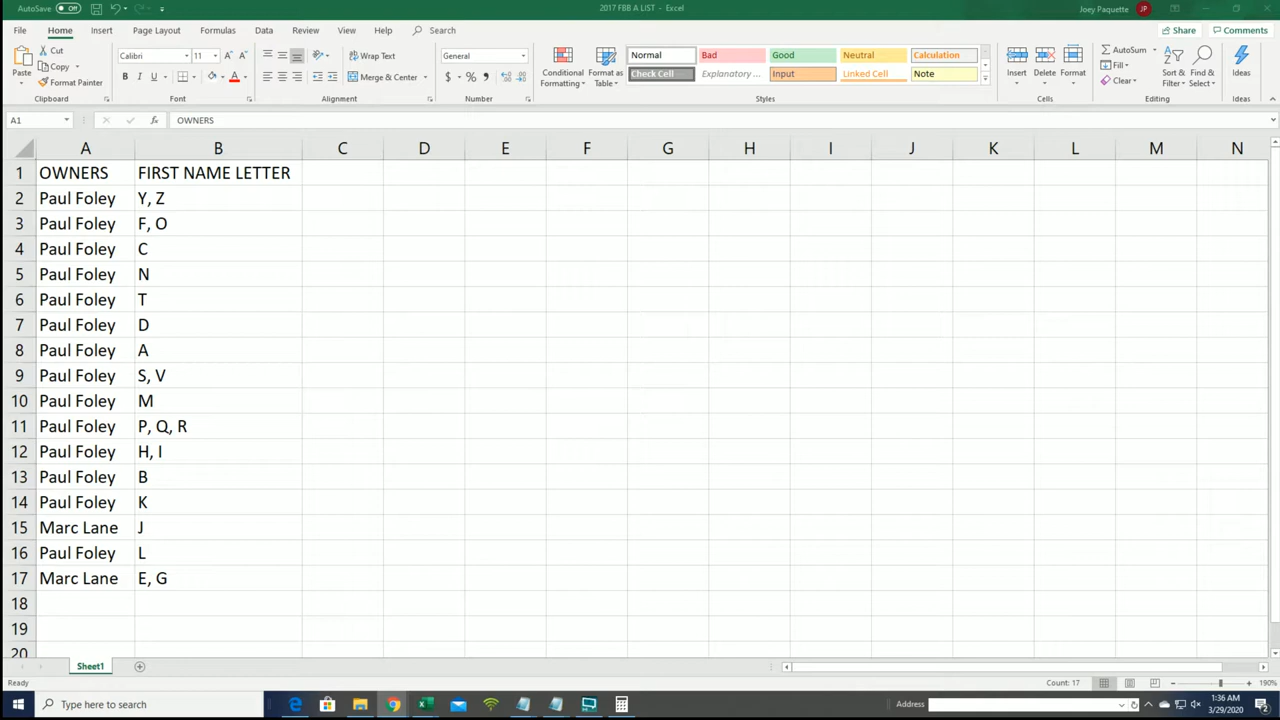 AutoSave Off 2017 FBB A LIST - Excel Joey Paquette JP
File Home Insert Page Layout Formulas Data Review View Help Search Share Comments
Paste Cut Copy Format Painter Clipboard
Calibri 11 B I U A A A Font
Wrap Text Merge & Center Alignment
General $ % , Number
Conditional Formatting Format as Table
Normal Bad Good Neutral Calculation
Check Cell Explanatory ... Input Linked Cell Note
Styles
Insert Delete Format Cells
AutoSum Fill Clear Sort & Filter Find & Select Editing
Ideas Ideas
A1 fx OWNERS
A B C D E F G H I J K L M N
1 OWNERS FIRST NAME LETTER
2 Paul Foley Y, Z
3 Paul Foley F, O
4 Paul Foley C
5 Paul Foley N
6 Paul Foley T
7 Paul Foley D
8 Paul Foley A
9 Paul Foley S, V
10 Paul Foley M
11 Paul Foley P, Q, R
12 Paul Foley H, I
13 Paul Foley B
14 Paul Foley K
15 Marc Lane J
16 Paul Foley L
17 Marc Lane E, G
18
19
20
Sheet1
Ready Count: 17 190%
Type here to search Address 1:36 AM
3/29/2020 2